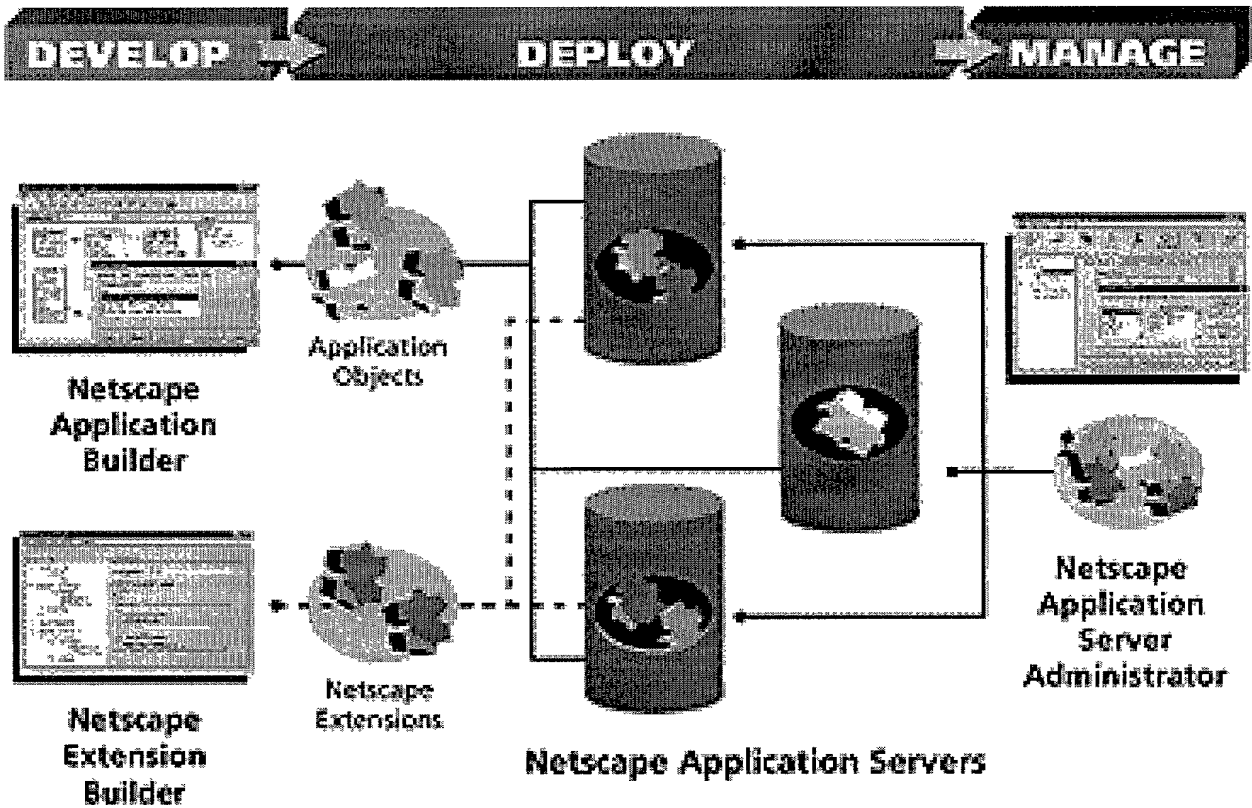 DEVELOP
DEPLOY
MANAGE
Application
Objects
Netscape
Application
Builder
Netscape
Extensions
Netscape
Extension
Builder
Netscape Application Servers
Netscape
Application
Server
Administrator